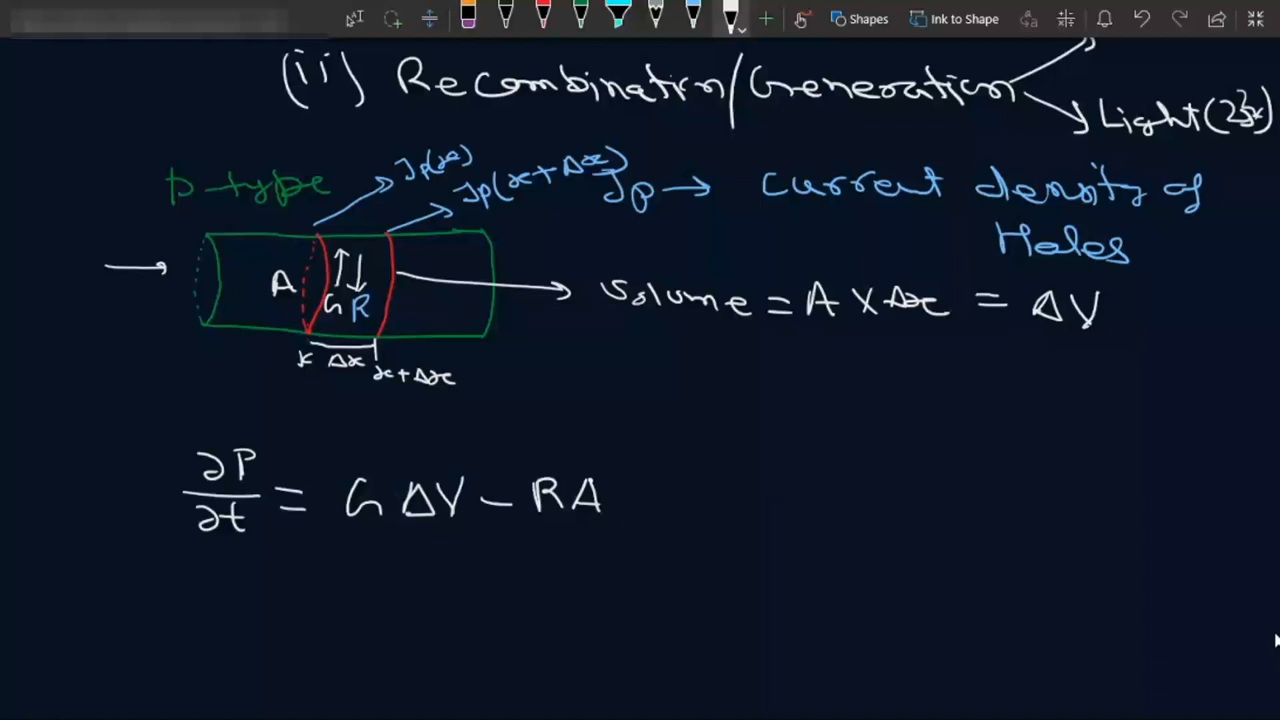 Shapes Ink to Shape
(ii) Recombination/Generation
Light (
p-type Jp(x) Jp(x+Δx) Jp → Current density of
Holes
A G R Volume = A X Δx = ΔV
x Δx x+Δx
∂P/∂t = G ΔV - RA